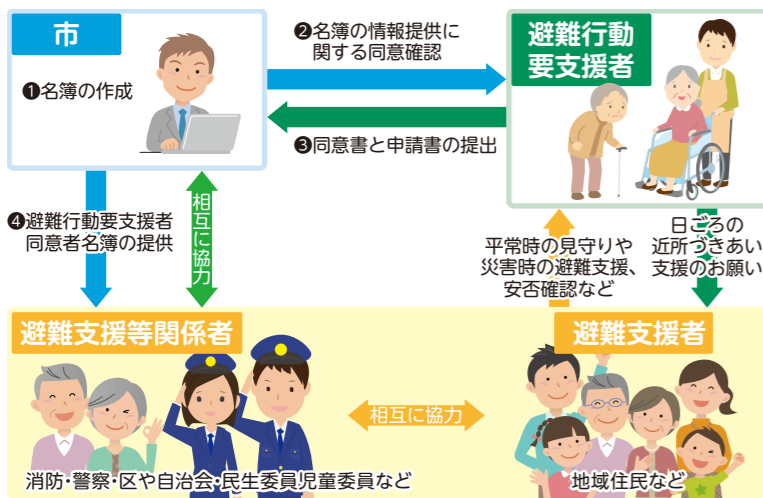 市
❶名簿の作成
❷名簿の情報提供に
関する同意確認
避難行動
要支援者
❸同意書と申請書の提出
❹避難行動要支援者
同意者名簿の提供
相互に協力
平常時の見守りや
災害時の避難支援、
安否確認など
日ごろの
近所づきあい
支援のお願い
避難支援等関係者
避難支援者
相互に協力
消防・警察・区や自治会・民生委員児童委員など
地域住民など